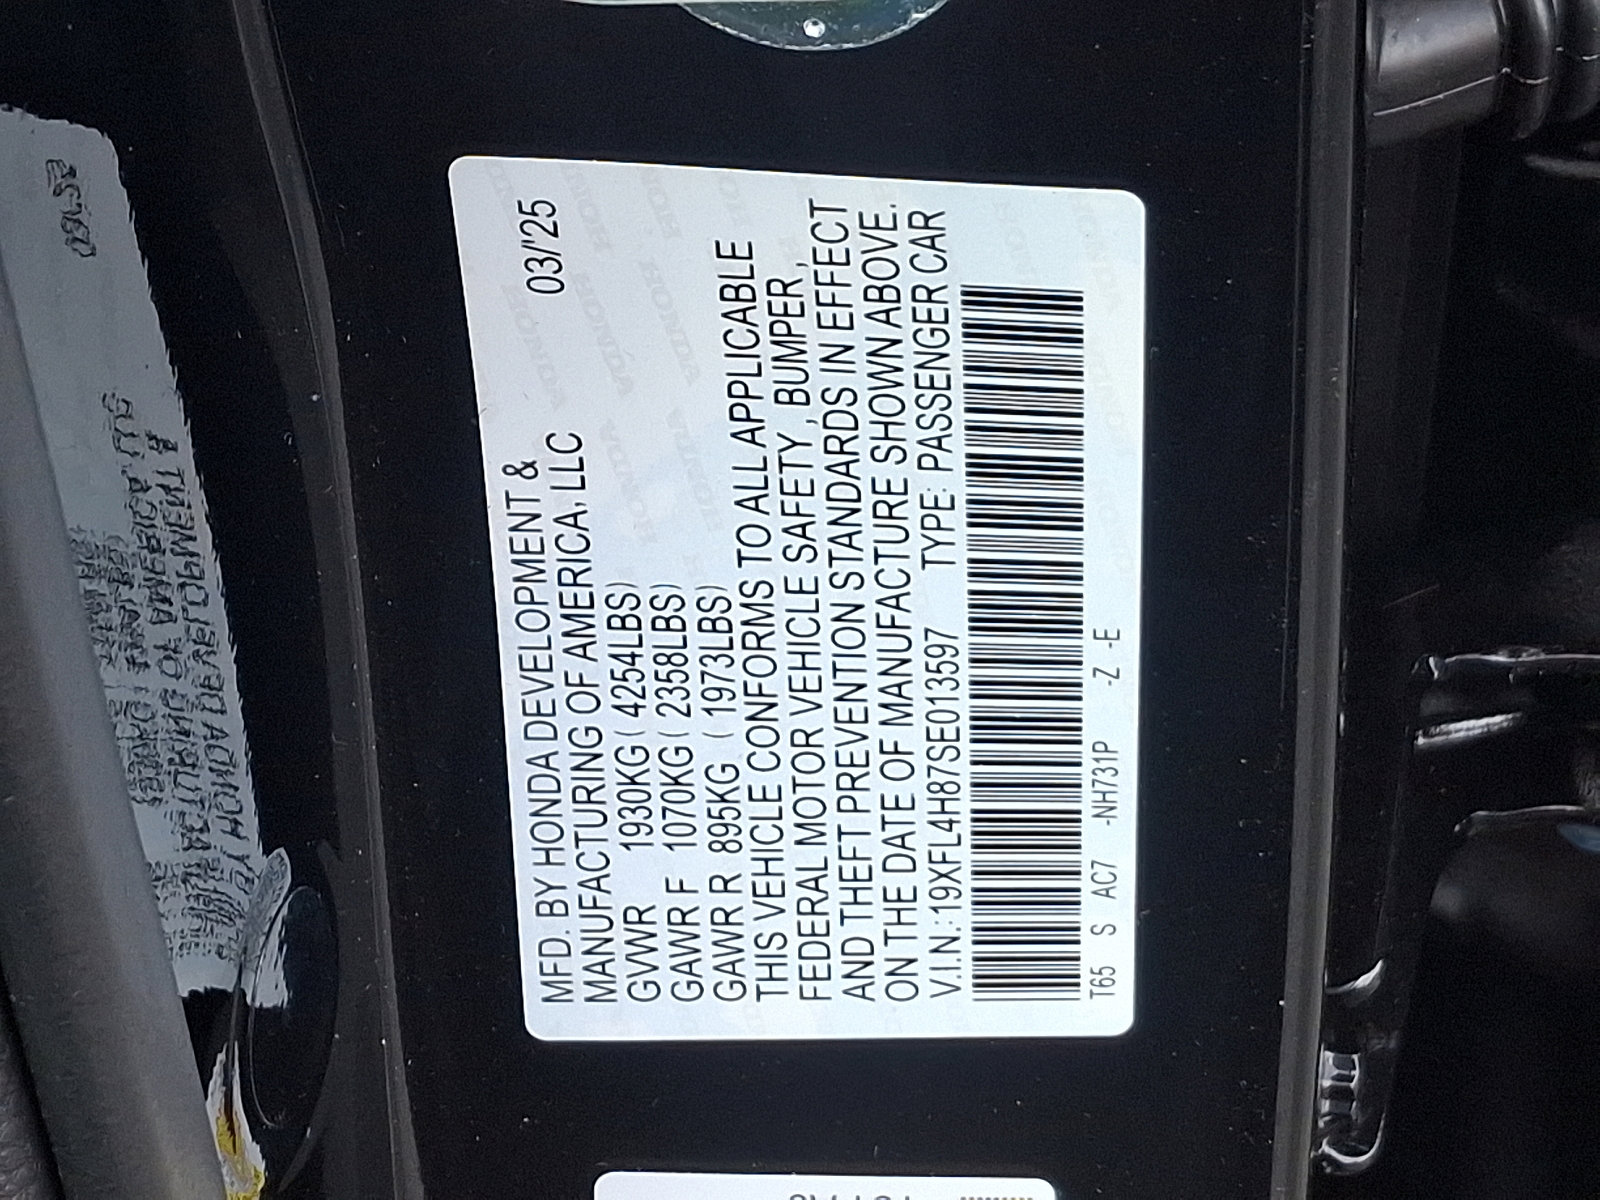 MFD. BY HONDA DEVELOPMENT & 03/'25
MANUFACTURING OF AMERICA, LLC
GVWR 1930KG ( 4254LBS)
GAWR F 1070KG ( 2358LBS)
GAWR R 895KG ( 1973LBS)
THIS VEHICLE CONFORMS TO ALL APPLICABLE
FEDERAL MOTOR VEHICLE SAFETY , BUMPER ,
AND THEFT PREVENTION STANDARDS IN EFFECT
ON THE DATE OF MANUFACTURE SHOWN ABOVE.
V.I.N.: 19XFL4H87SE013597 TYPE: PASSENGER CAR
T65 S AC7 -NH731P -Z -E